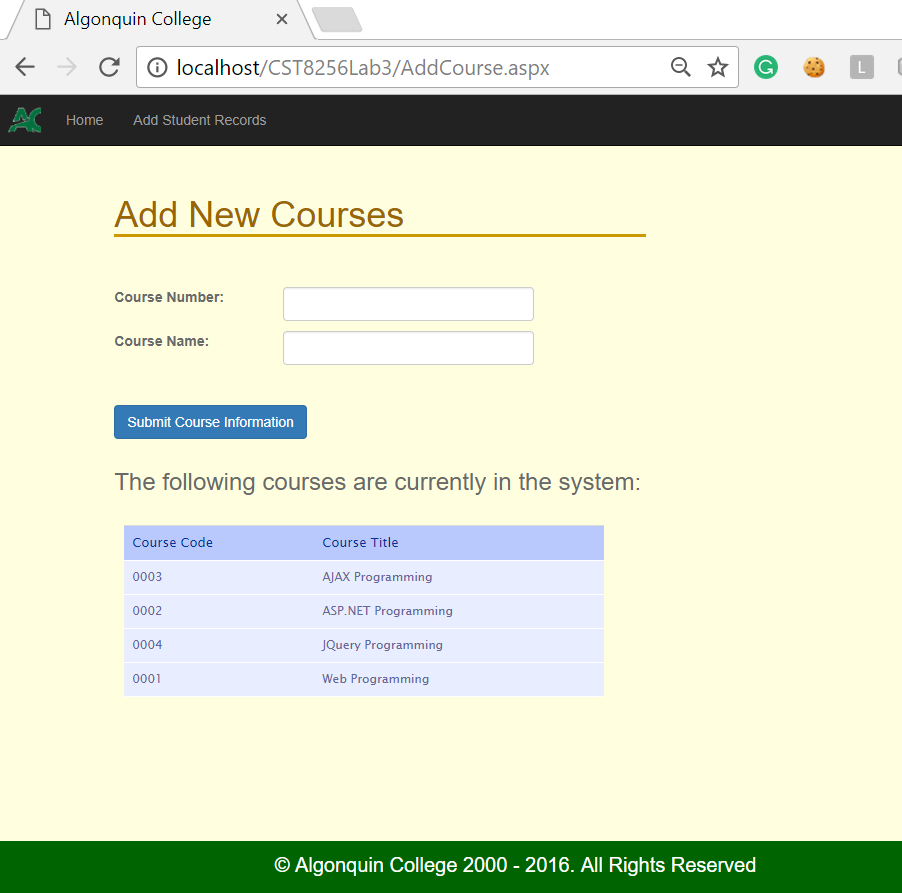 Algonquin College
localhost/CST8256Lab3/AddCourse.aspx
G
L
AC
Home Add Student Records
Add New Courses
Course Number:
Course Name:
Submit Course Information
The following courses are currently in the system:
Course Code Course Title
0003 AJAX Programming
0002 ASP.NET Programming
0004 JQuery Programming
0001 Web Programming
© Algonquin College 2000 - 2016. All Rights Reserved